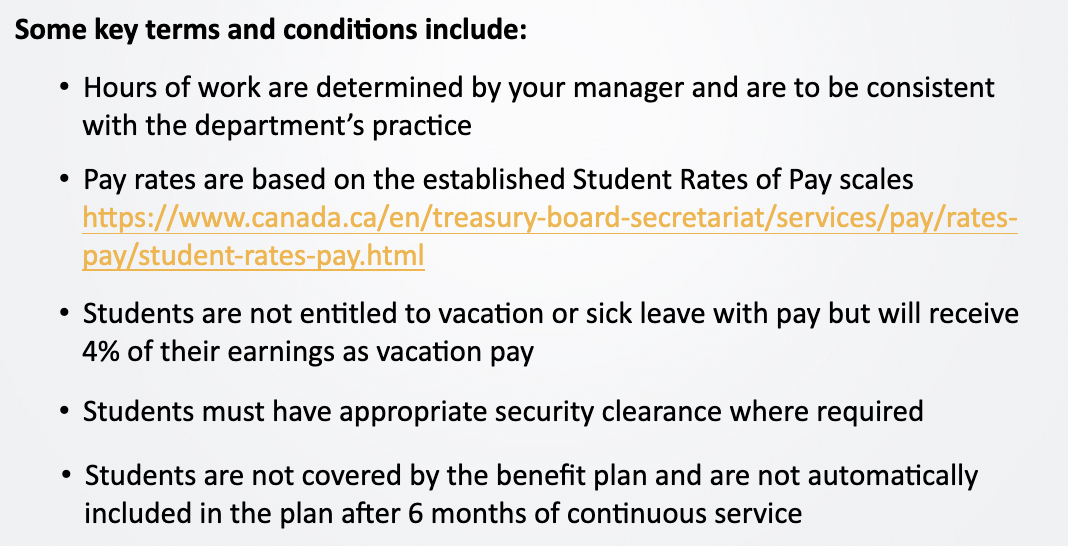 Some key terms and conditions include:
• Hours of work are determined by your manager and are to be consistent
with the department’s practice
• Pay rates are based on the established Student Rates of Pay scales
https://www.canada.ca/en/treasury-board-secretariat/services/pay/rates-
pay/student-rates-pay.html
• Students are not entitled to vacation or sick leave with pay but will receive
4% of their earnings as vacation pay
• Students must have appropriate security clearance where required
• Students are not covered by the benefit plan and are not automatically
included in the plan after 6 months of continuous service